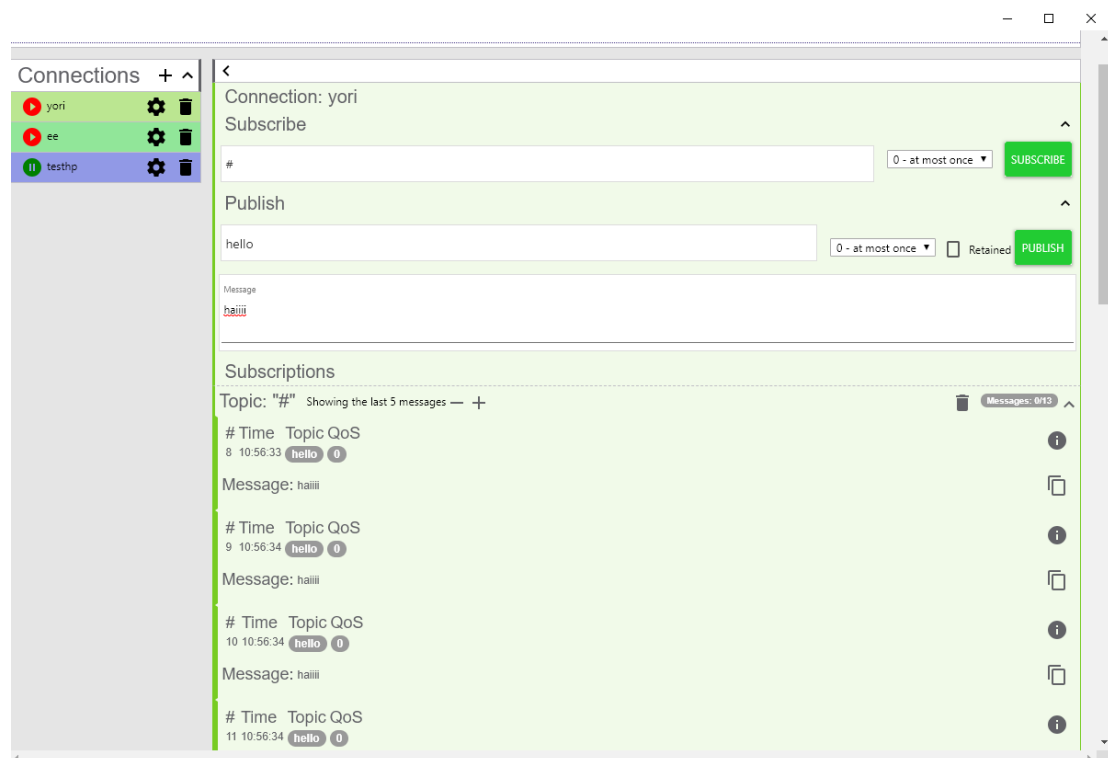 Connections
yori
ee
testhp
Connection: yori
Subscribe
#
0 - at most once
SUBSCRIBE
Publish
hello
0 - at most once
Retained
PUBLISH
Message
haiiii
Subscriptions
Topic: "#" Showing the last 5 messages
Messages: 0/13
# Time Topic QoS
8 10:56:33 hello 0
Message: haiiii
# Time Topic QoS
9 10:56:34 hello 0
Message: haiiii
# Time Topic QoS
10 10:56:34 hello 0
Message: haiiii
# Time Topic QoS
11 10:56:34 hello 0